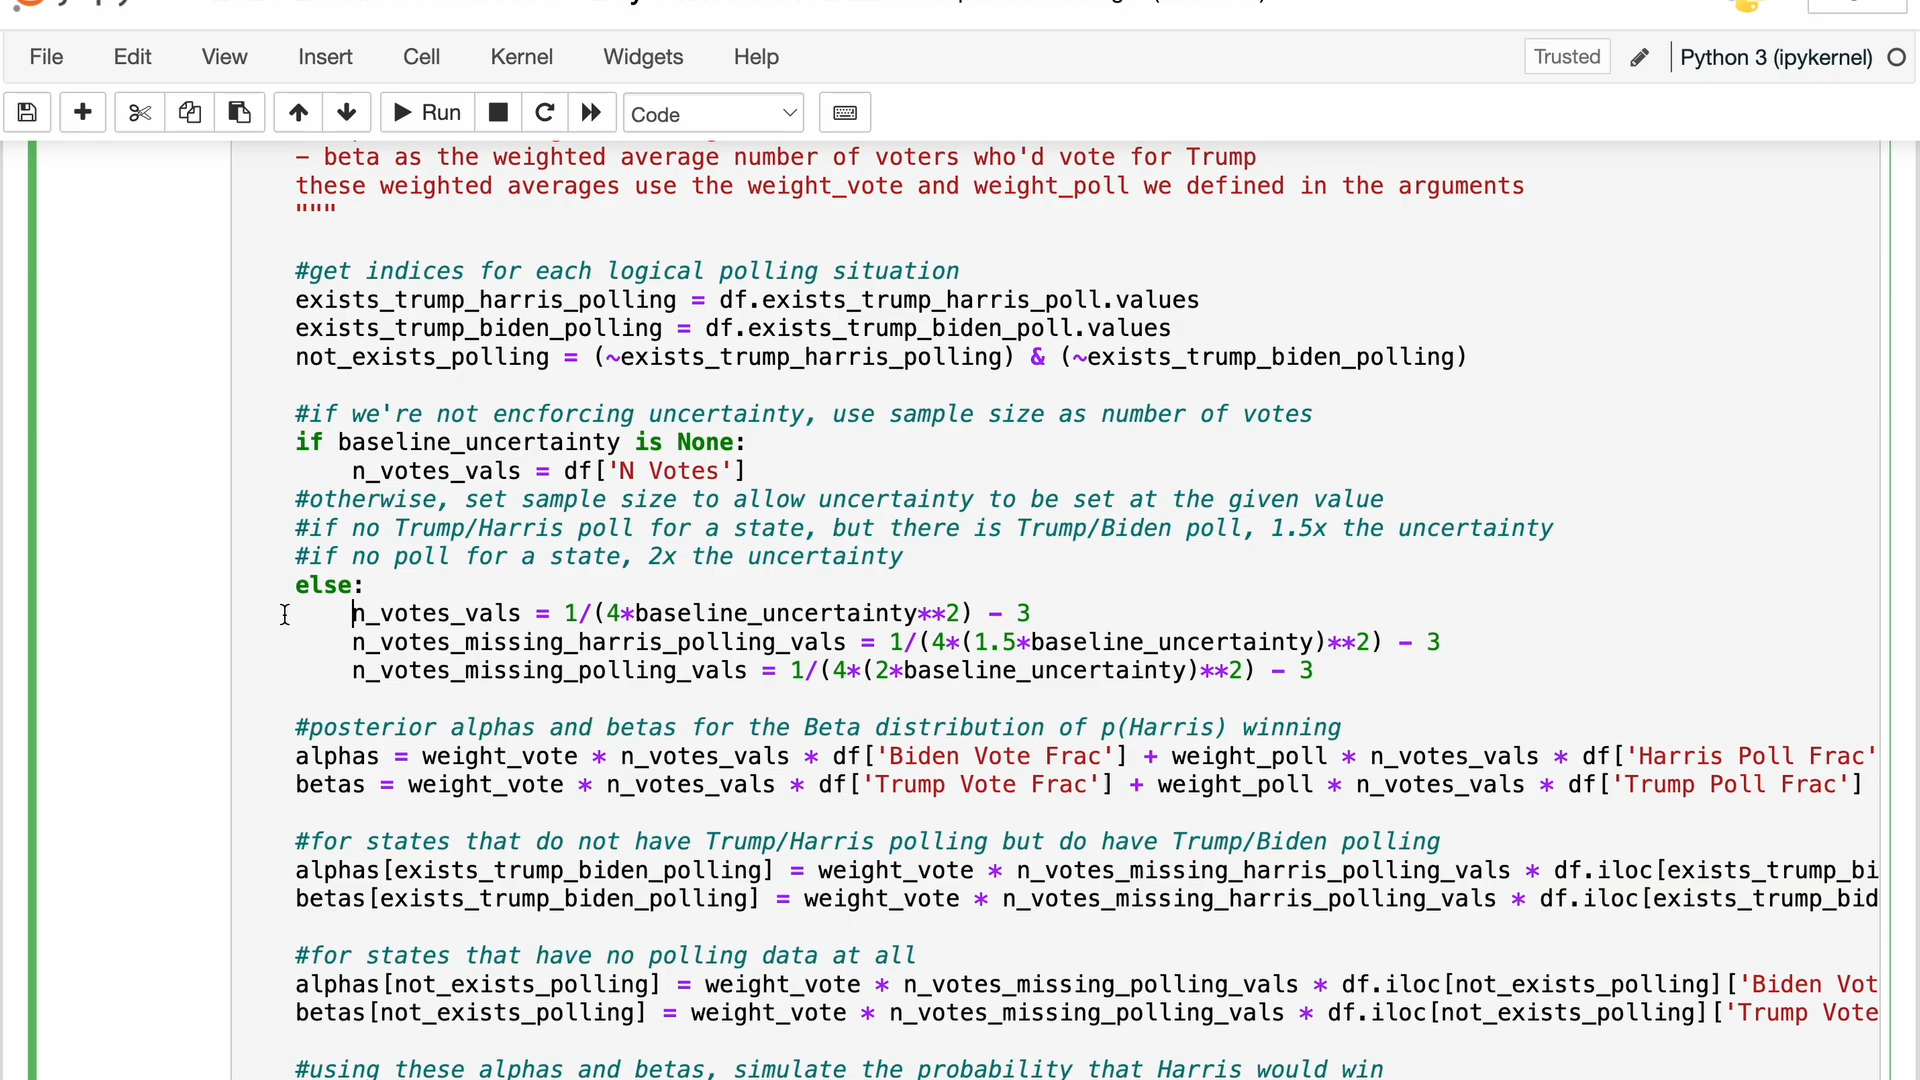 File Edit View Insert Cell Kernel Widgets Help Trusted Python 3 (ipykernel)
Run Code
- beta as the weighted average number of voters who'd vote for Trump
these weighted averages use the weight_vote and weight_poll we defined in the arguments
"""
#get indices for each logical polling situation
exists_trump_harris_polling = df.exists_trump_harris_poll.values
exists_trump_biden_polling = df.exists_trump_biden_poll.values
not_exists_polling = (~exists_trump_harris_polling) & (~exists_trump_biden_polling)
#if we're not encforcing uncertainty, use sample size as number of votes
if baseline_uncertainty is None:
n_votes_vals = df['N Votes']
#otherwise, set sample size to allow uncertainty to be set at the given value
#if no Trump/Harris poll for a state, but there is Trump/Biden poll, 1.5x the uncertainty
#if no poll for a state, 2x the uncertainty
else:
n_votes_vals = 1/(4*baseline_uncertainty**2) - 3
n_votes_missing_harris_polling_vals = 1/(4*(1.5*baseline_uncertainty)**2) - 3
n_votes_missing_polling_vals = 1/(4*(2*baseline_uncertainty)**2) - 3
#posterior alphas and betas for the Beta distribution of p(Harris) winning
alphas = weight_vote * n_votes_vals * df['Biden Vote Frac'] + weight_poll * n_votes_vals * df['Harris Poll Frac'
betas = weight_vote * n_votes_vals * df['Trump Vote Frac'] + weight_poll * n_votes_vals * df['Trump Poll Frac']
#for states that do not have Trump/Harris polling but do have Trump/Biden polling
alphas[exists_trump_biden_polling] = weight_vote * n_votes_missing_harris_polling_vals * df.iloc[exists_trump_bi
betas[exists_trump_biden_polling] = weight_vote * n_votes_missing_harris_polling_vals * df.iloc[exists_trump_bid
#for states that have no polling data at all
alphas[not_exists_polling] = weight_vote * n_votes_missing_polling_vals * df.iloc[not_exists_polling]['Biden Vot
betas[not_exists_polling] = weight_vote * n_votes_missing_polling_vals * df.iloc[not_exists_polling]['Trump Vote
#using these alphas and betas, simulate the probability that Harris would win